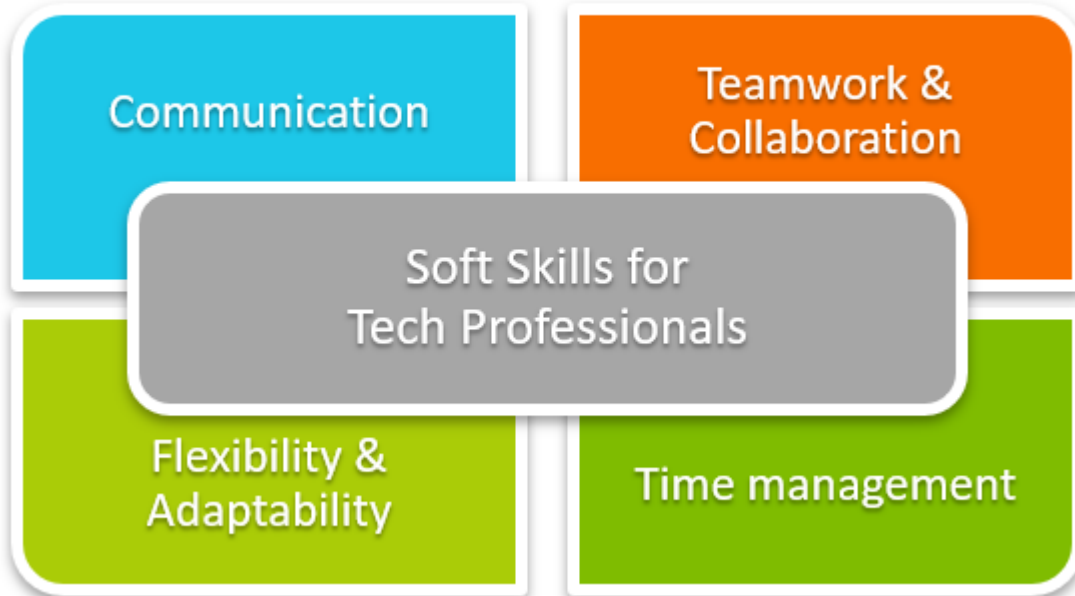 Communication
Teamwork &
Collaboration
Soft Skills for
Tech Professionals
Flexibility &
Adaptability
Time management